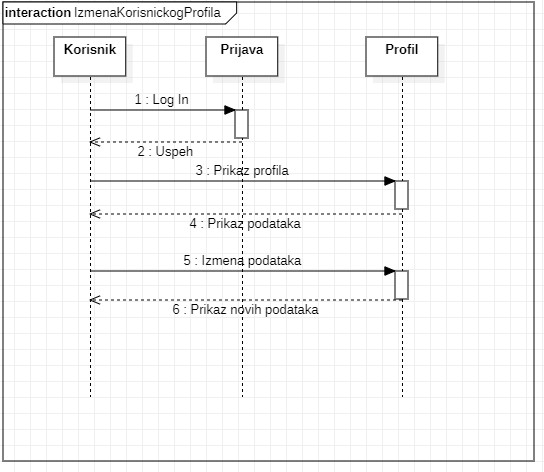 interaction IzmenaKorisnickogProfila
Korisnik
Prijava
Profil
1 : Log In
2 : Uspeh
3 : Prikaz profila
4 : Prikaz podataka
5 : Izmena podataka
6 : Prikaz novih podataka